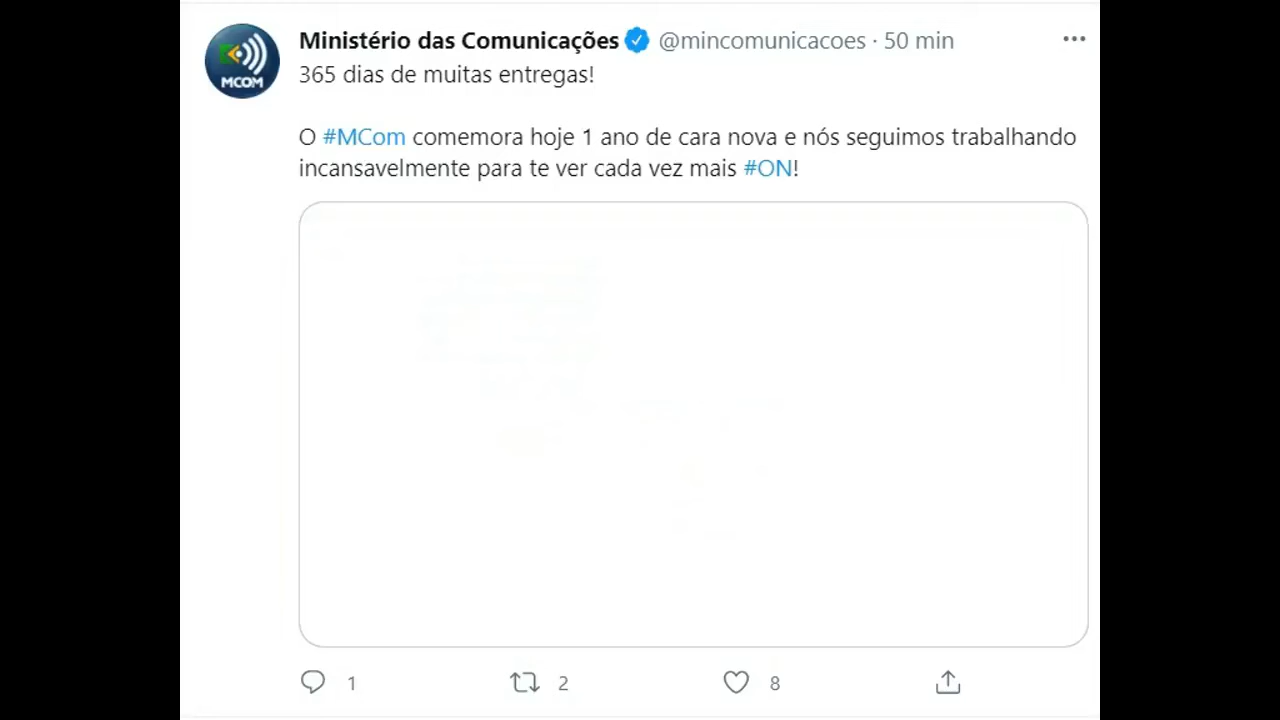 Ministério das Comunicações @mincomunicacoes · 50 min
MCOM
365 dias de muitas entregas!
O #MCom comemora hoje 1 ano de cara nova e nós seguimos trabalhando
incansavelmente para te ver cada vez mais #ON!
1 2 8